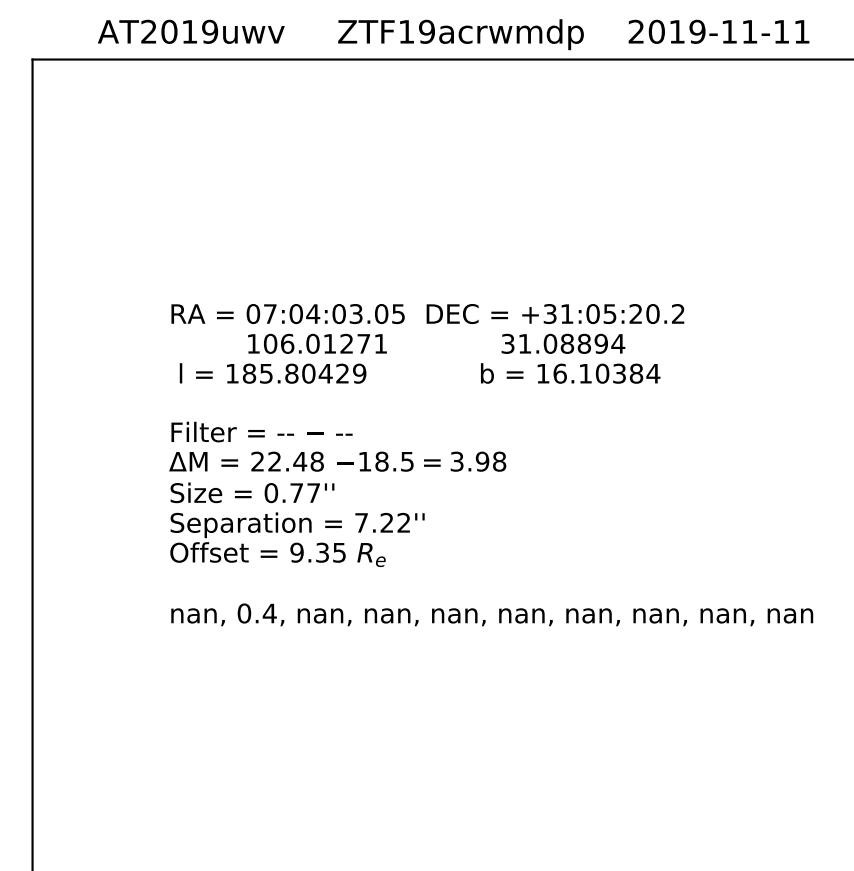 AT2019uwv ZTF19acrwmdp 2019-11-11
RA = 07:04:03.05 DEC = +31:05:20.2
106.01271 31.08894
l = 185.80429 b = 16.10384
Filter = -- − --
ΔM = 22.48 −18.5 = 3.98
Size = 0.77''
Separation = 7.22''
Offset = 9.35 Re
nan, 0.4, nan, nan, nan, nan, nan, nan, nan, nan